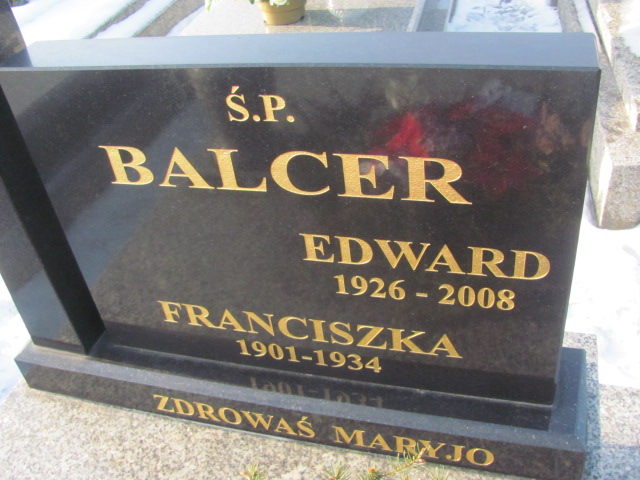 Ś.P.
BALCER
EDWARD
1926 - 2008
FRANCISZKA
1901-1934
ZDROWAŚ MARYJO